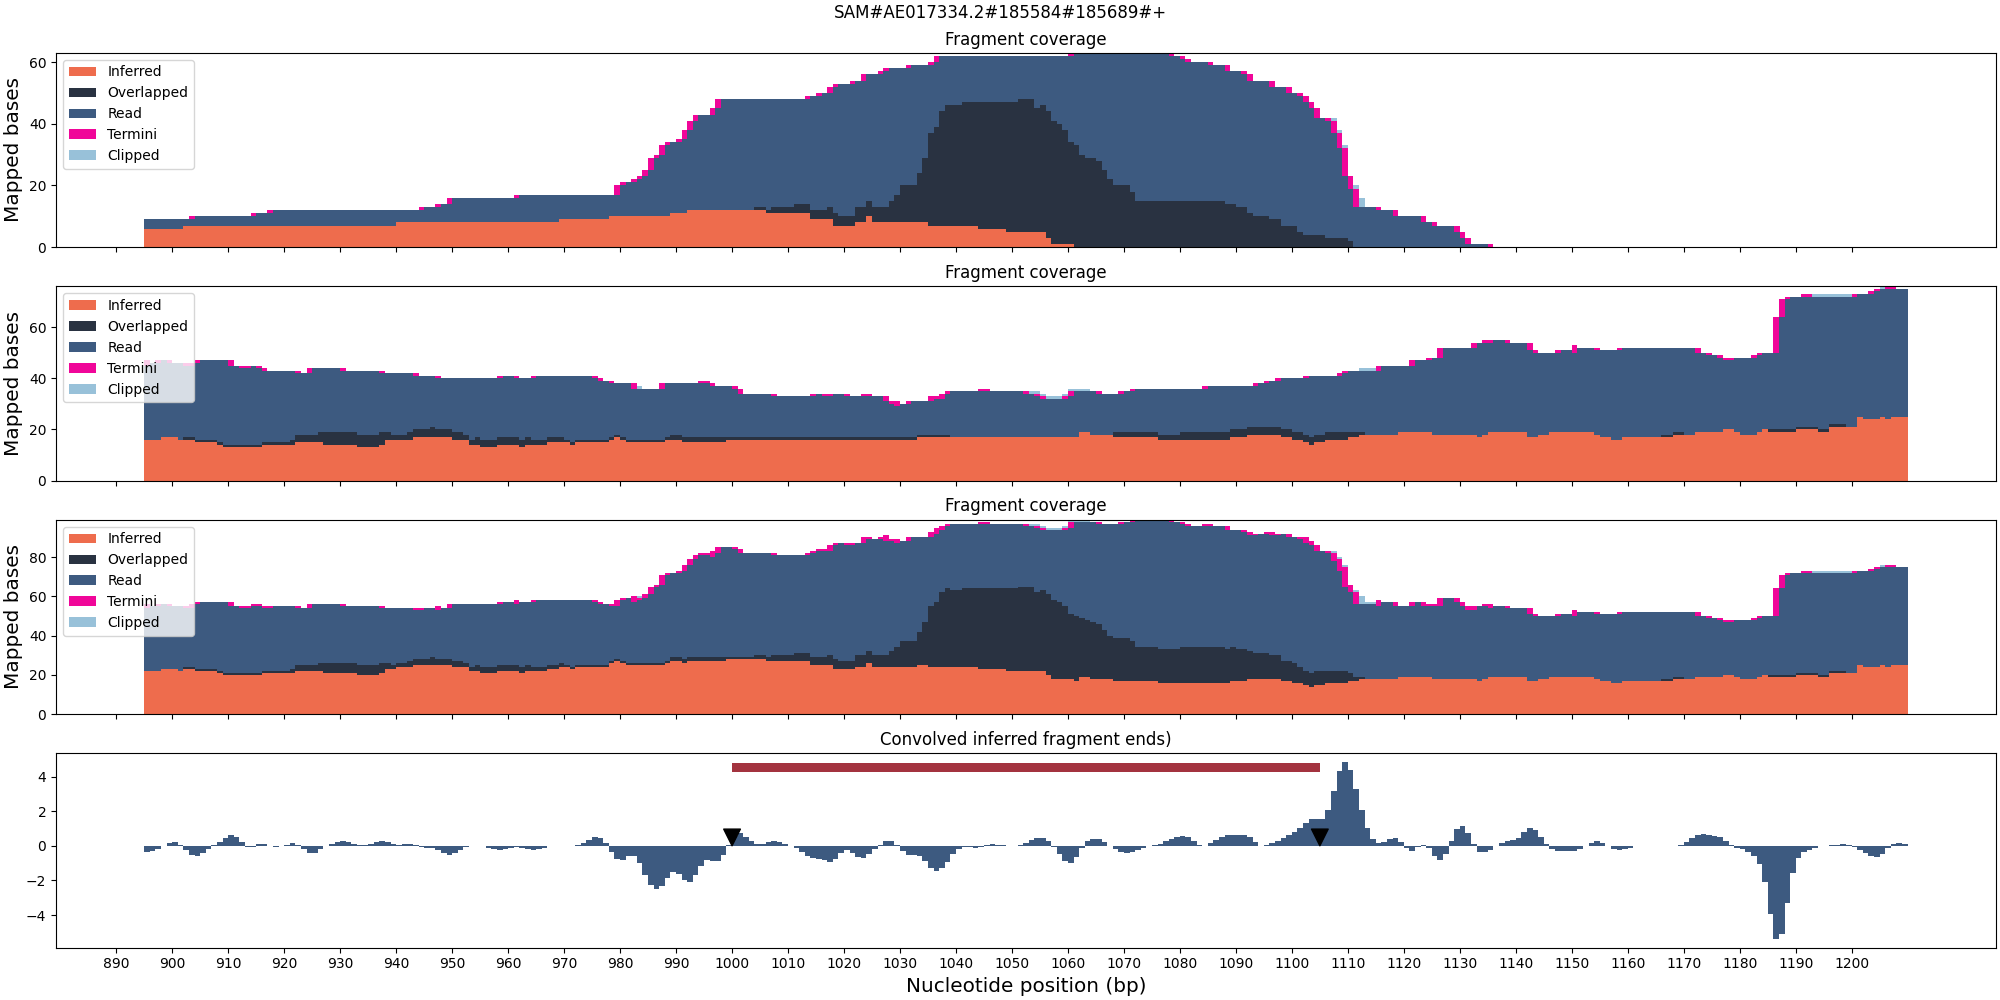 SAM#AE017334.2#185584#185689#+
Fragment coverage
Mapped bases
60
40
20
0
Inferred
Overlapped
Read
Termini
Clipped
Fragment coverage
Mapped bases
60
40
20
0
Inferred
Overlapped
Read
Termini
Clipped
Fragment coverage
Mapped bases
80
60
40
20
0
Inferred
Overlapped
Read
Termini
Clipped
Convolved inferred fragment ends)
4
2
0
−2
−4
890 900 910 920 930 940 950 960 970 980 990 1000 1010 1020 1030 1040 1050 1060 1070 1080 1090 1100 1110 1120 1130 1140 1150 1160 1170 1180 1190 1200
Nucleotide position (bp)